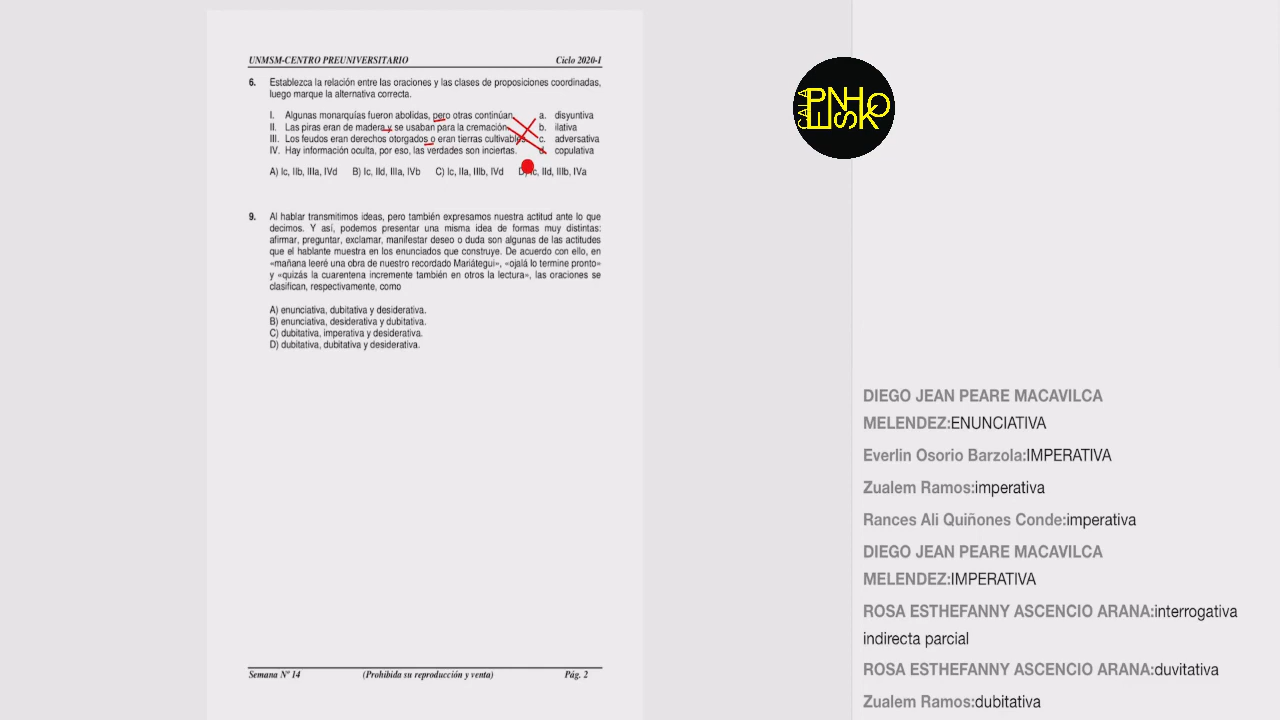 UNMSM-CENTRO PREUNIVERSITARIO Ciclo 2020-I
6. Establezca la relación entre las oraciones y las clases de proposiciones coordinadas,
luego marque la alternativa correcta.
I. Algunas monarquías fueron abolidas, pero otras continúan. a. disyuntiva
II. Las piras eran de madera y se usaban para la cremación. b. ilativa
III. Los feudos eran derechos otorgados o eran tierras cultivables. c. adversativa
IV. Hay información oculta, por eso, las verdades son inciertas. d. copulativa
A) Ic, IIb, IIIa, IVd B) Ic, IId, IIIa, IVb C) Ic, IIa, IIIb, IVd D) Ic, IId, IIIb, IVa
9. Al hablar transmitimos ideas, pero también expresamos nuestra actitud ante lo que
decimos. Y así, podemos presentar una misma idea de formas muy distintas:
afirmar, preguntar, exclamar, manifestar deseo o duda son algunas de las actitudes
que el hablante muestra en los enunciados que construye. De acuerdo con ello, en
«mañana leeré una obra de nuestro recordado Mariátegui», «ojalá lo termine pronto»
y «quizás la cuarentena incremente también en otros la lectura», las oraciones se
clasifican, respectivamente, como
A) enunciativa, dubitativa y desiderativa.
B) enunciativa, desiderativa y dubitativa.
C) dubitativa, imperativa y desiderativa.
D) dubitativa, dubitativa y desiderativa.
Semana Nº 14 (Prohibida su reproducción y venta) Pág. 2
DIEGO JEAN PEARE MACAVILCA
MELENDEZ:ENUNCIATIVA
Everlin Osorio Barzola:IMPERATIVA
Zualem Ramos:imperativa
Rances Ali Quiñones Conde:imperativa
DIEGO JEAN PEARE MACAVILCA
MELENDEZ:IMPERATIVA
ROSA ESTHEFANNY ASCENCIO ARANA:interrogativa
indirecta parcial
ROSA ESTHEFANNY ASCENCIO ARANA:duvitativa
Zualem Ramos:dubitativa